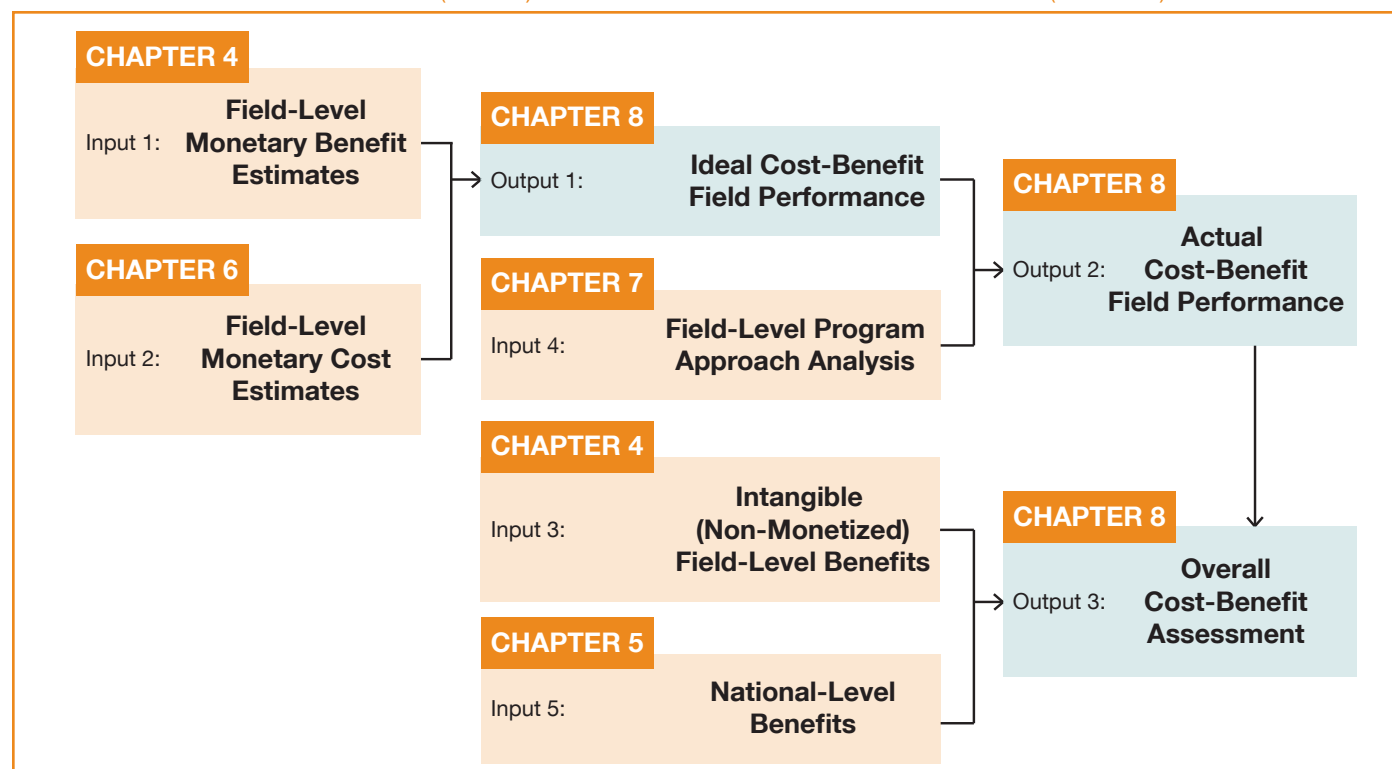 CHAPTER 4
Input 1:
Field-Level
Monetary Benefit
Estimates
CHAPTER 6
Input 2:
Field-Level
Monetary Cost
Estimates
CHAPTER 8
Output 1:
Ideal Cost-Benefit
Field Performance
CHAPTER 7
Input 4:
Field-Level Program
Approach Analysis
CHAPTER 4
Input 3:
Intangible
(Non-Monetized)
Field-Level Benefits
CHAPTER 5
Input 5:
National-Level
Benefits
CHAPTER 8
Output 2:
Actual
Cost-Benefit
Field Performance
CHAPTER 8
Output 3:
Overall
Cost-Benefit
Assessment